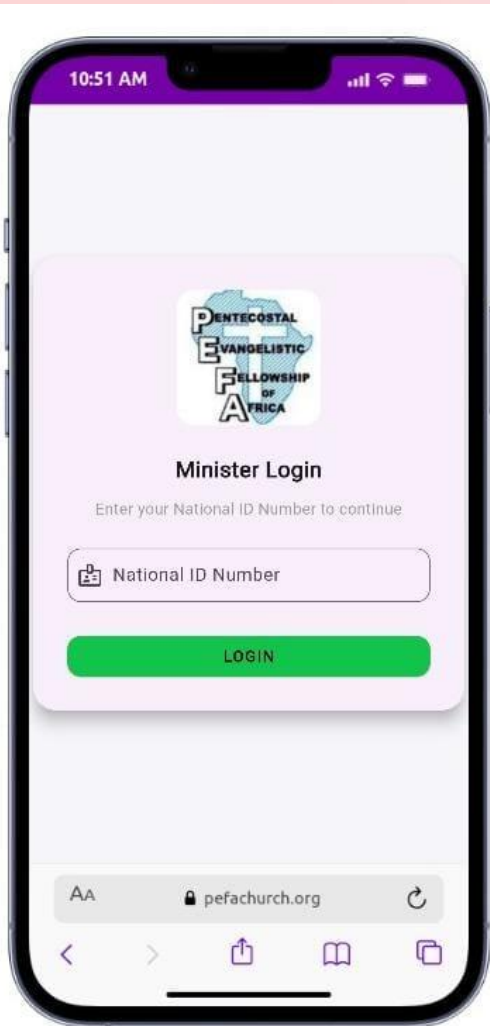 10:51 AM
PENTECOSTAL
EVANGELISTIC
FELLOWSHIP
OF
AFRICA
Minister Login
Enter your National ID Number to continue
National ID Number
LOGIN
AA
pefachurch.org